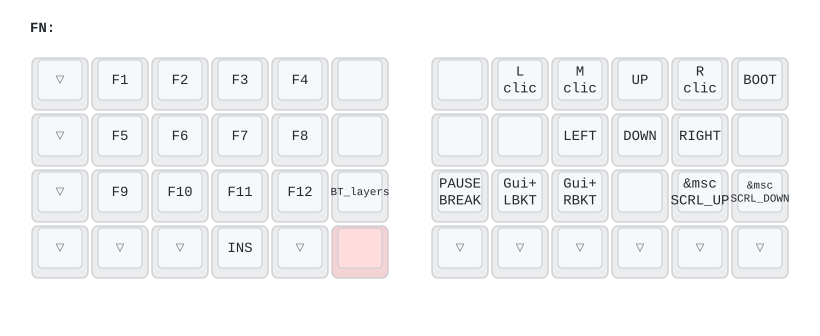 FN:
▽ F1 F2 F3 F4 L clic M clic UP R clic BOOT
▽ F5 F6 F7 F8 LEFT DOWN RIGHT
▽ F9 F10 F11 F12 BT_layers PAUSE BREAK Gui+ LBKT Gui+ RBKT &msc SCRL_UP &msc SCRL_DOWN
▽ ▽ ▽ INS ▽ ▽ ▽ ▽ ▽ ▽ ▽